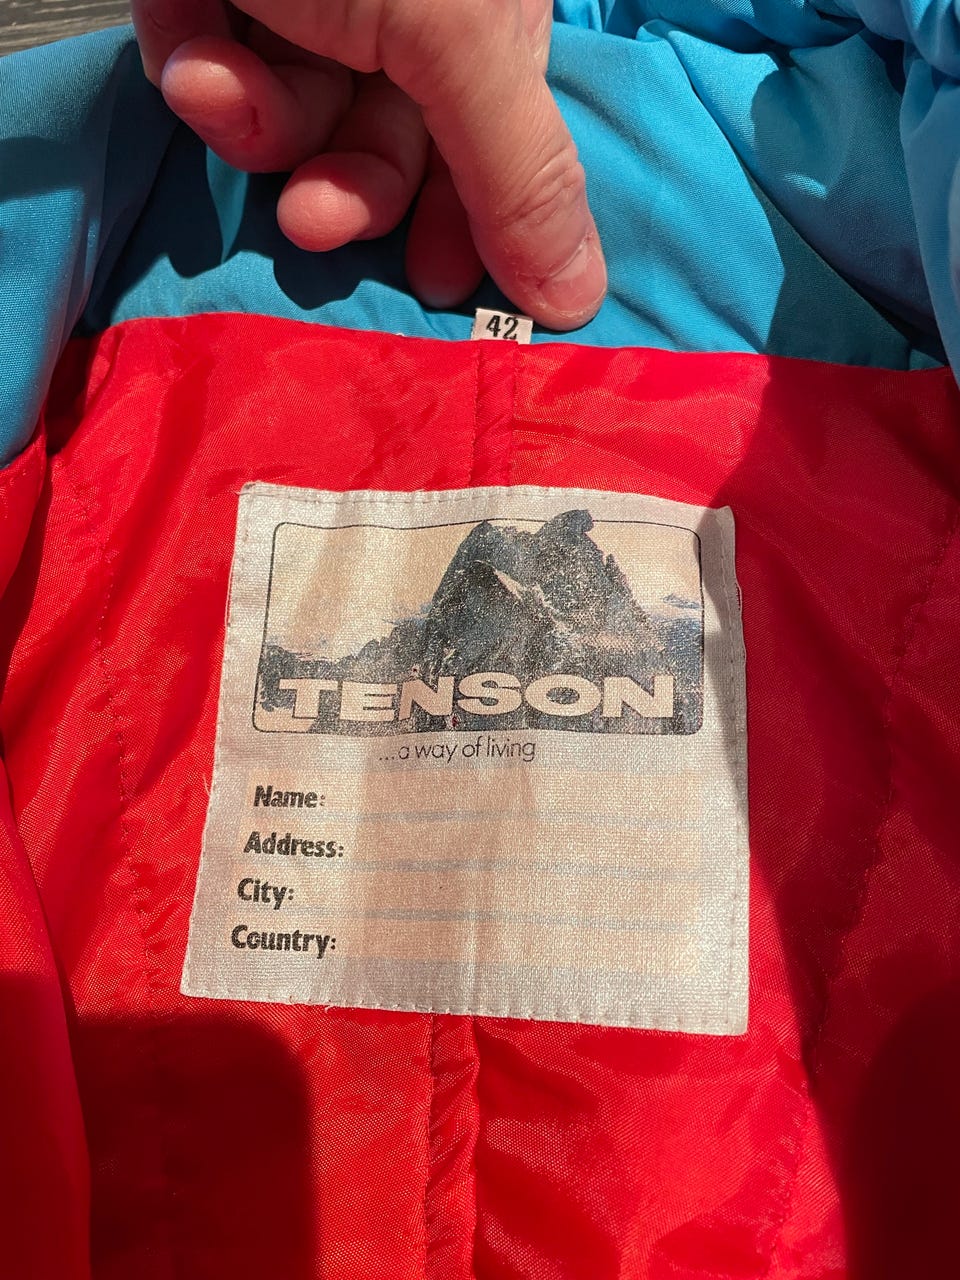 42
TENSON
...a way of living
Name:
Address:
City:
Country: